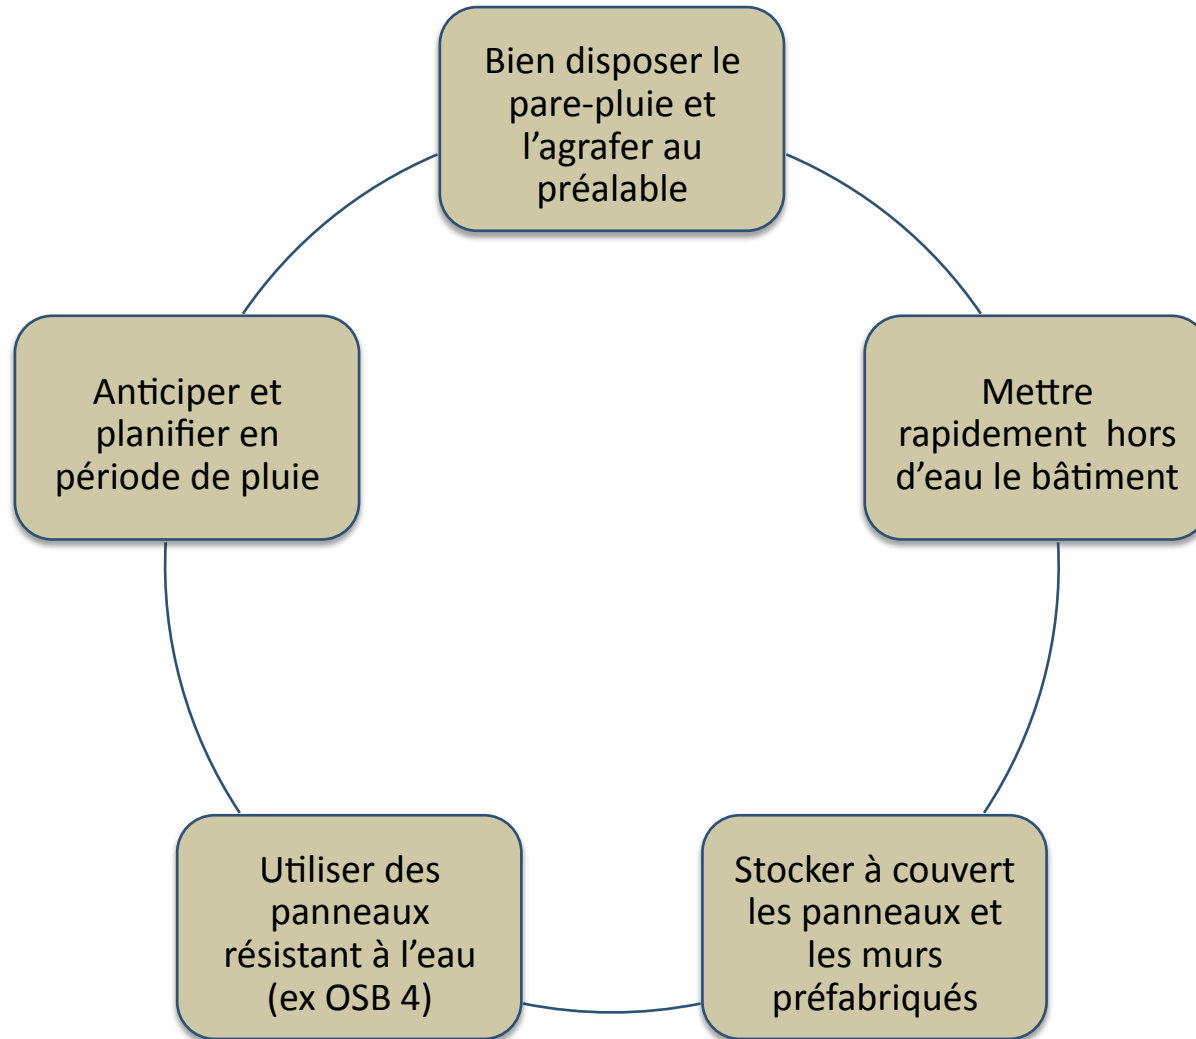 Bien disposer le
pare-pluie et
l’agrafer au
préalable
Mettre
rapidement  hors
d’eau le bâtiment
Stocker à couvert
les panneaux et
les murs
préfabriqués
Utiliser des
panneaux
résistant à l’eau
(ex OSB 4)
Anticiper et
planifier en
période de pluie